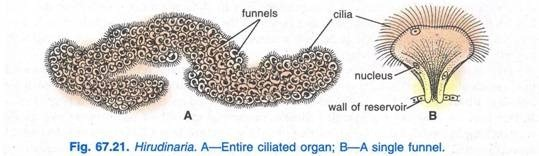 funnels
cilia
nucleus
wall of reservoir
A
B
Fig. 67.21. Hirudinaria. A—Entire ciliated organ; B—A single funnel.